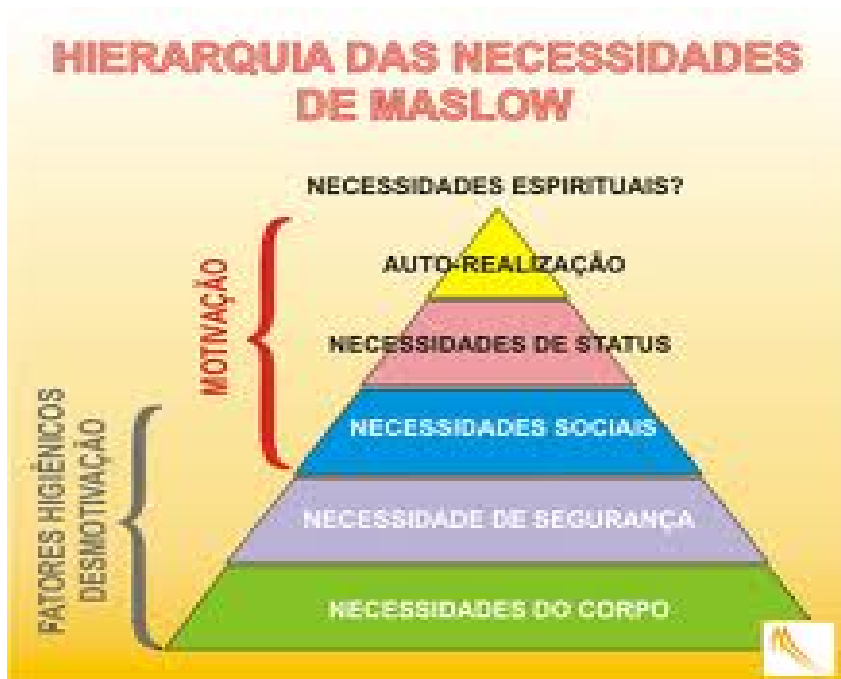 HIERARQUIA DAS NECESSIDADES
DE MASLOW
NECESSIDADES ESPIRITUAIS?
AUTO-REALIZAÇÃO
NECESSIDADES DE STATUS
NECESSIDADES SOCIAIS
NECESSIDADE DE SEGURANÇA
NECESSIDADES DO CORPO
MOTIVAÇÃO
FATORES HIGIÊNICOS
DESMOTIVAÇÃO